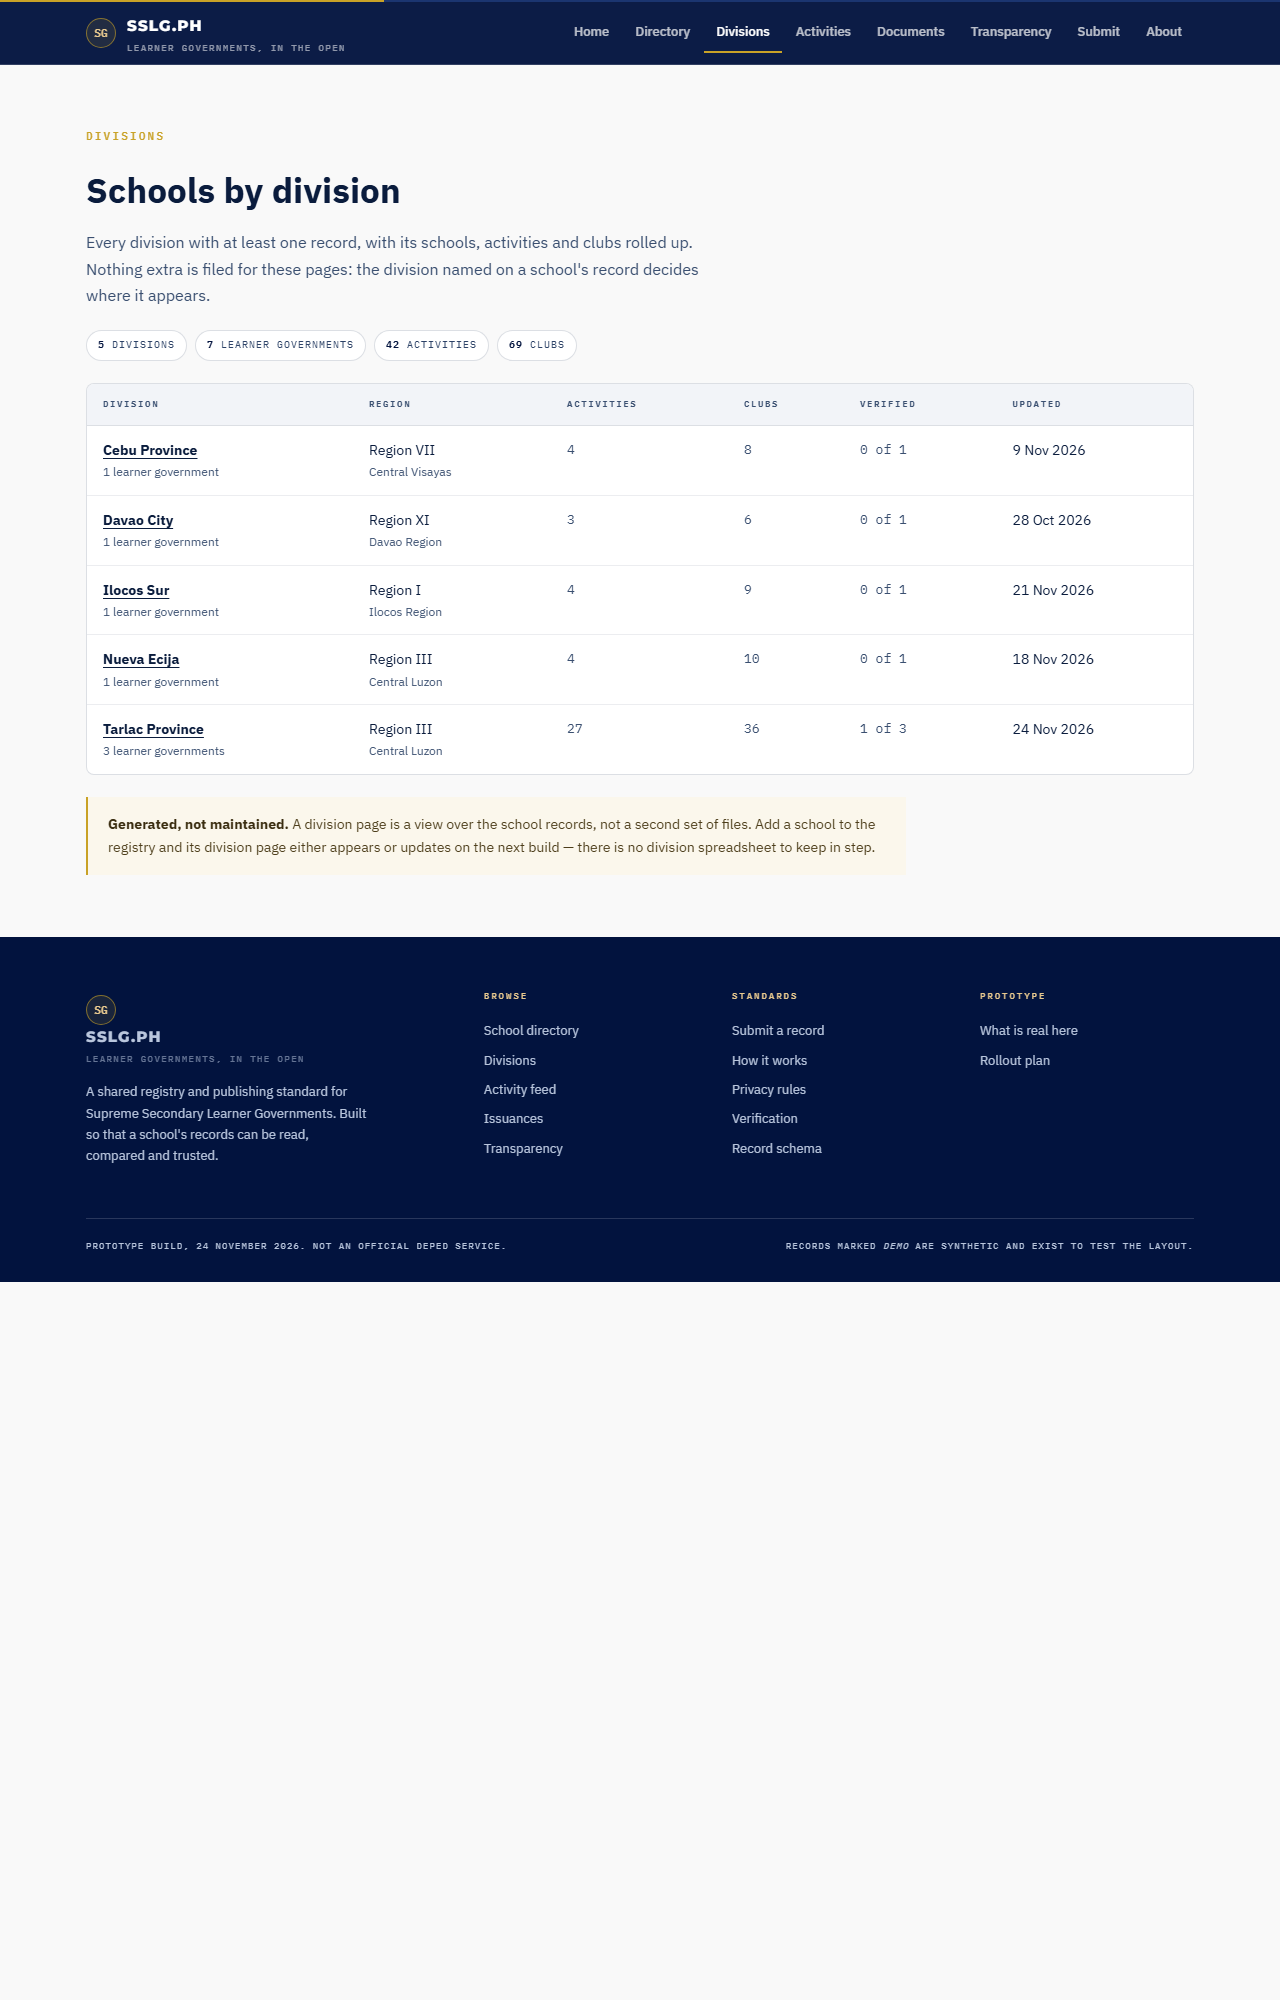 SG
SSLG.PH
LEARNER GOVERNMENTS, IN THE OPEN
Home Directory Divisions Activities Documents Transparency Submit About
DIVISIONS
Schools by division
Every division with at least one record, with its schools, activities and clubs rolled up.
Nothing extra is filed for these pages: the division named on a school's record decides
where it appears.
5 DIVISIONS 7 LEARNER GOVERNMENTS 42 ACTIVITIES 69 CLUBS
DIVISION REGION ACTIVITIES CLUBS VERIFIED UPDATED
Cebu Province Region VII 4 8 0 of 1 9 Nov 2026
1 learner government Central Visayas
Davao City Region XI 3 6 0 of 1 28 Oct 2026
1 learner government Davao Region
Ilocos Sur Region I 4 9 0 of 1 21 Nov 2026
1 learner government Ilocos Region
Nueva Ecija Region III 4 10 0 of 1 18 Nov 2026
1 learner government Central Luzon
Tarlac Province Region III 27 36 1 of 3 24 Nov 2026
3 learner governments Central Luzon
Generated, not maintained. A division page is a view over the school records, not a second set of files. Add a school to the
registry and its division page either appears or updates on the next build — there is no division spreadsheet to keep in step.
SG
SSLG.PH
LEARNER GOVERNMENTS, IN THE OPEN
A shared registry and publishing standard for
Supreme Secondary Learner Governments. Built
so that a school's records can be read,
compared and trusted.
BROWSE
School directory
Divisions
Activity feed
Issuances
Transparency
STANDARDS
Submit a record
How it works
Privacy rules
Verification
Record schema
PROTOTYPE
What is real here
Rollout plan
PROTOTYPE BUILD, 24 NOVEMBER 2026. NOT AN OFFICIAL DEPED SERVICE.
RECORDS MARKED DEMO ARE SYNTHETIC AND EXIST TO TEST THE LAYOUT.